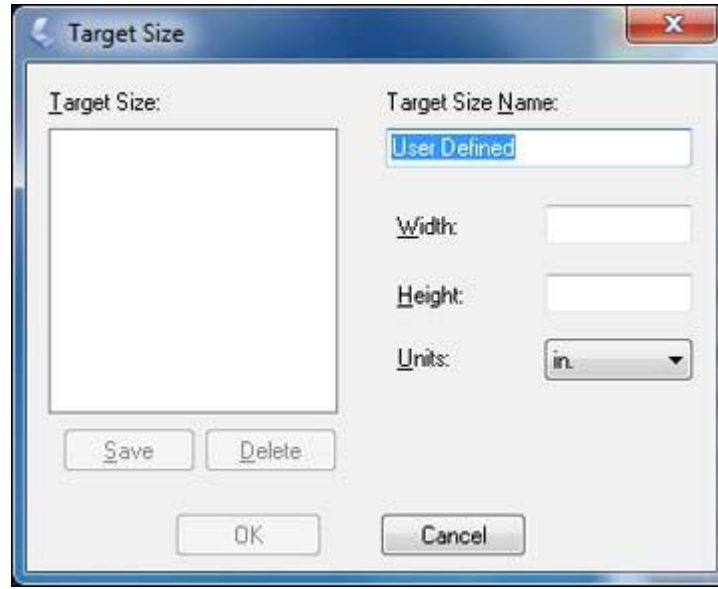 Target Size
Target Size:
Target Size Name:
User Defined
Width:
Height:
Units:
in.
Save
Delete
OK
Cancel